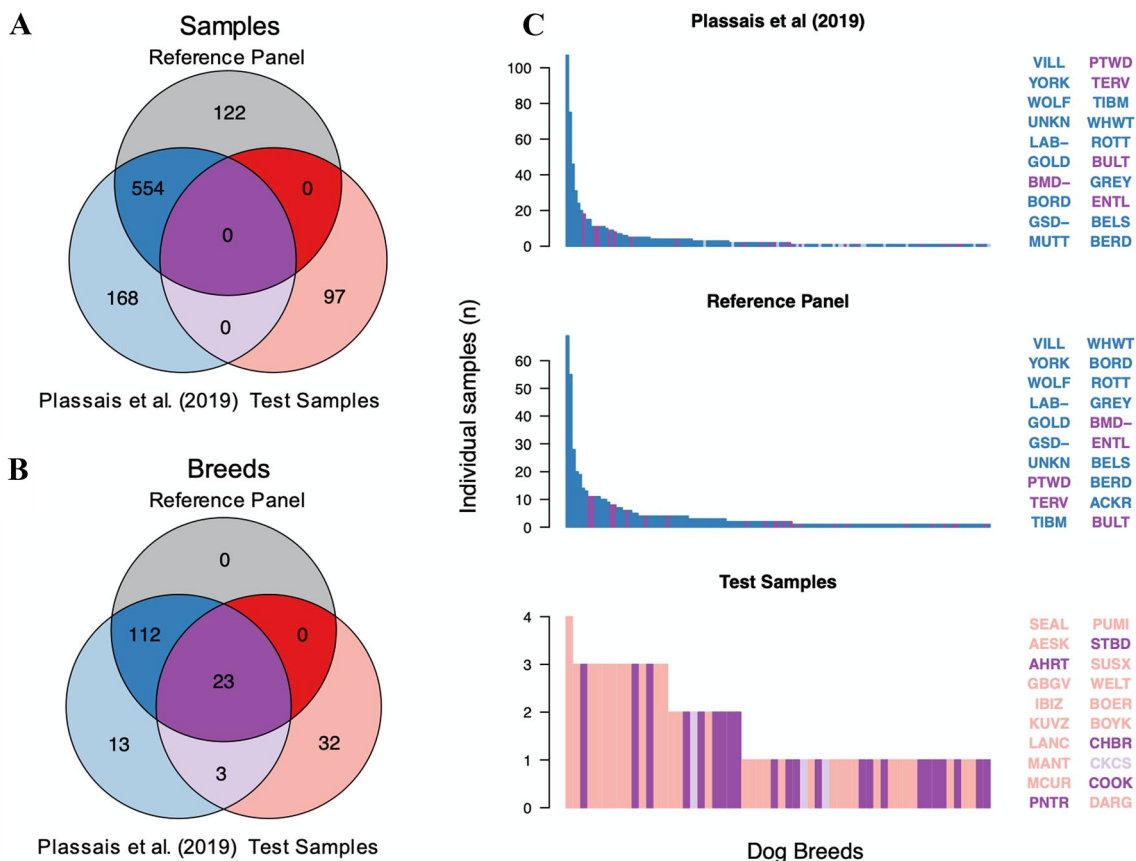 A
Samples
Reference Panel
122
554
0
0
168
97
0
Plassais et al. (2019) Test Samples
B
Breeds
Reference Panel
0
112
0
23
13
32
3
Plassais et al. (2019) Test Samples
C
Individual samples (n)
Plassais et al (2019)
100
80
60
40
20
0
VILL PTWD
YORK TERV
WOLF TIBM
UNKN WHWT
LAB– ROTT
GOLD BULT
BMD– GREY
BORD ENTL
GSD– BELS
MUTT BERD
Reference Panel
60
50
40
30
20
10
0
VILL WHWT
YORK BORD
WOLF ROTT
LAB– GREY
GOLD BMD–
GSD– ENTL
UNKN BELS
PTWD BERD
TERV ACKR
TIBM BULT
Test Samples
4
3
2
1
0
SEAL PUMI
AESK STBD
AHRT SUSX
GBGV WELT
IBIZ BOER
KUVZ BOYK
LANC CHBR
MANT CKCS
MCUR COOK
PNTR DARG
Dog Breeds